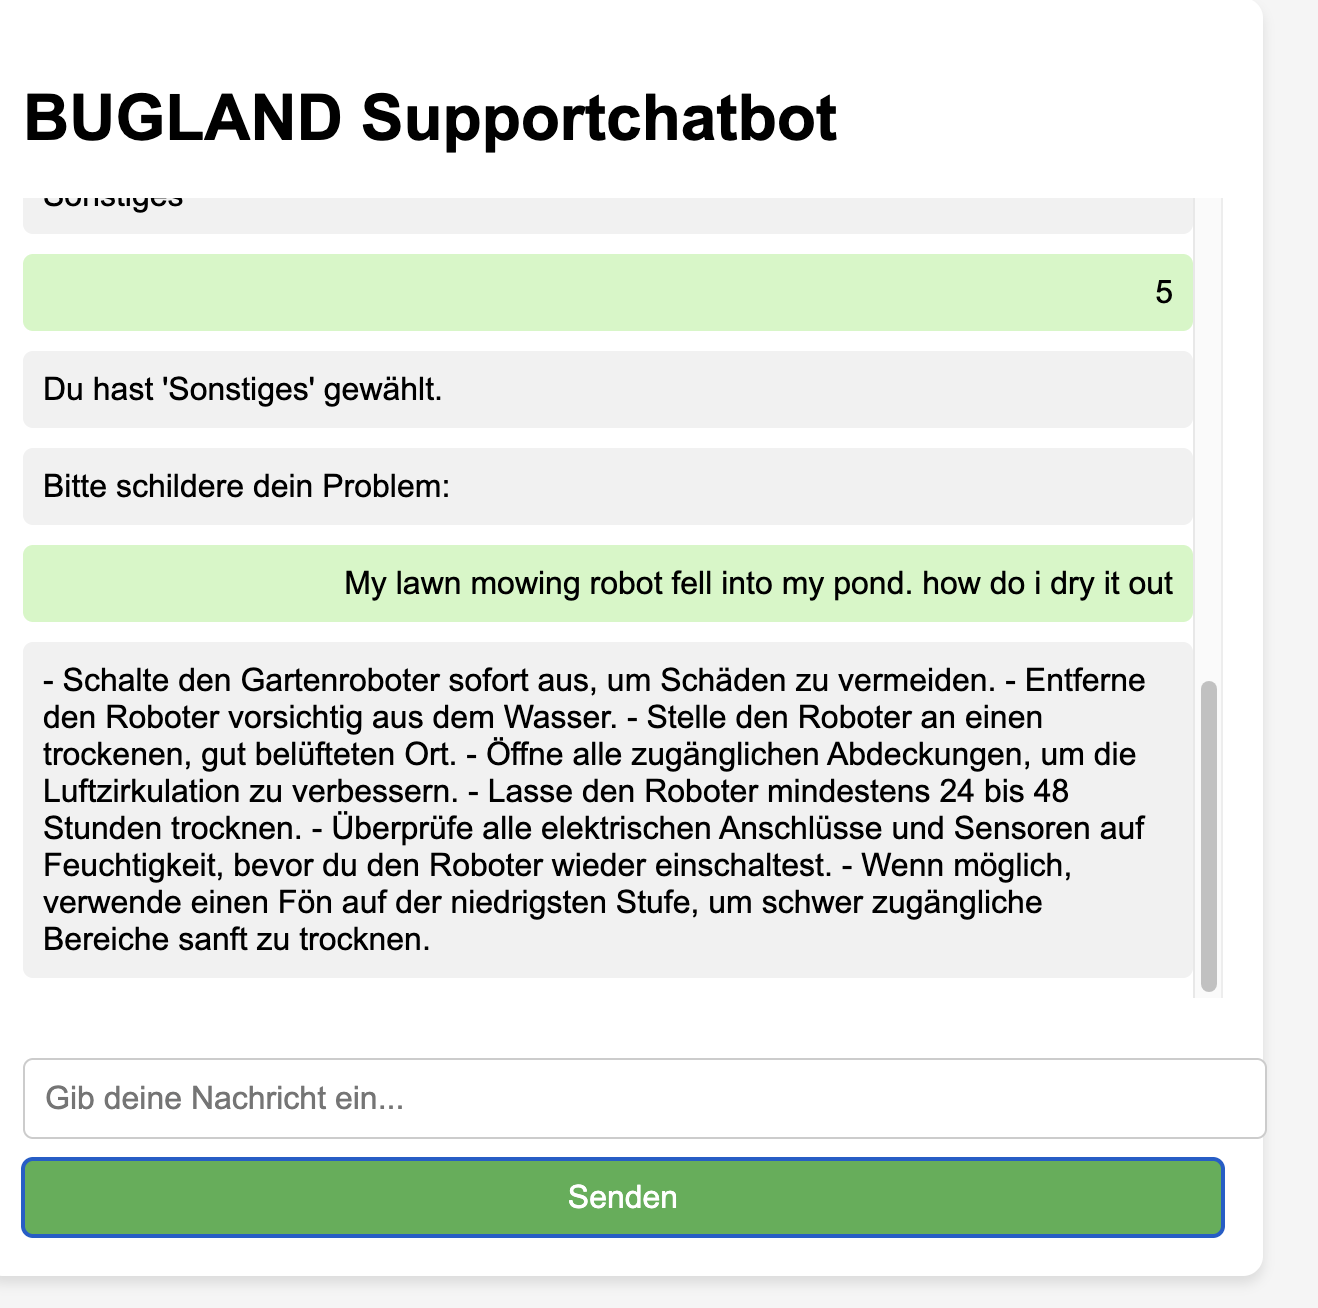 BUGLAND Supportchatbot
Sonstiges
5
Du hast 'Sonstiges' gewählt.
Bitte schildere dein Problem:
My lawn mowing robot fell into my pond. how do i dry it out
- Schalte den Gartenroboter sofort aus, um Schäden zu vermeiden. - Entferne
den Roboter vorsichtig aus dem Wasser. - Stelle den Roboter an einen
trockenen, gut belüfteten Ort. - Öffne alle zugänglichen Abdeckungen, um die
Luftzirkulation zu verbessern. - Lasse den Roboter mindestens 24 bis 48
Stunden trocknen. - Überprüfe alle elektrischen Anschlüsse und Sensoren auf
Feuchtigkeit, bevor du den Roboter wieder einschaltest. - Wenn möglich,
verwende einen Fön auf der niedrigsten Stufe, um schwer zugängliche
Bereiche sanft zu trocknen.
Gib deine Nachricht ein...
Senden